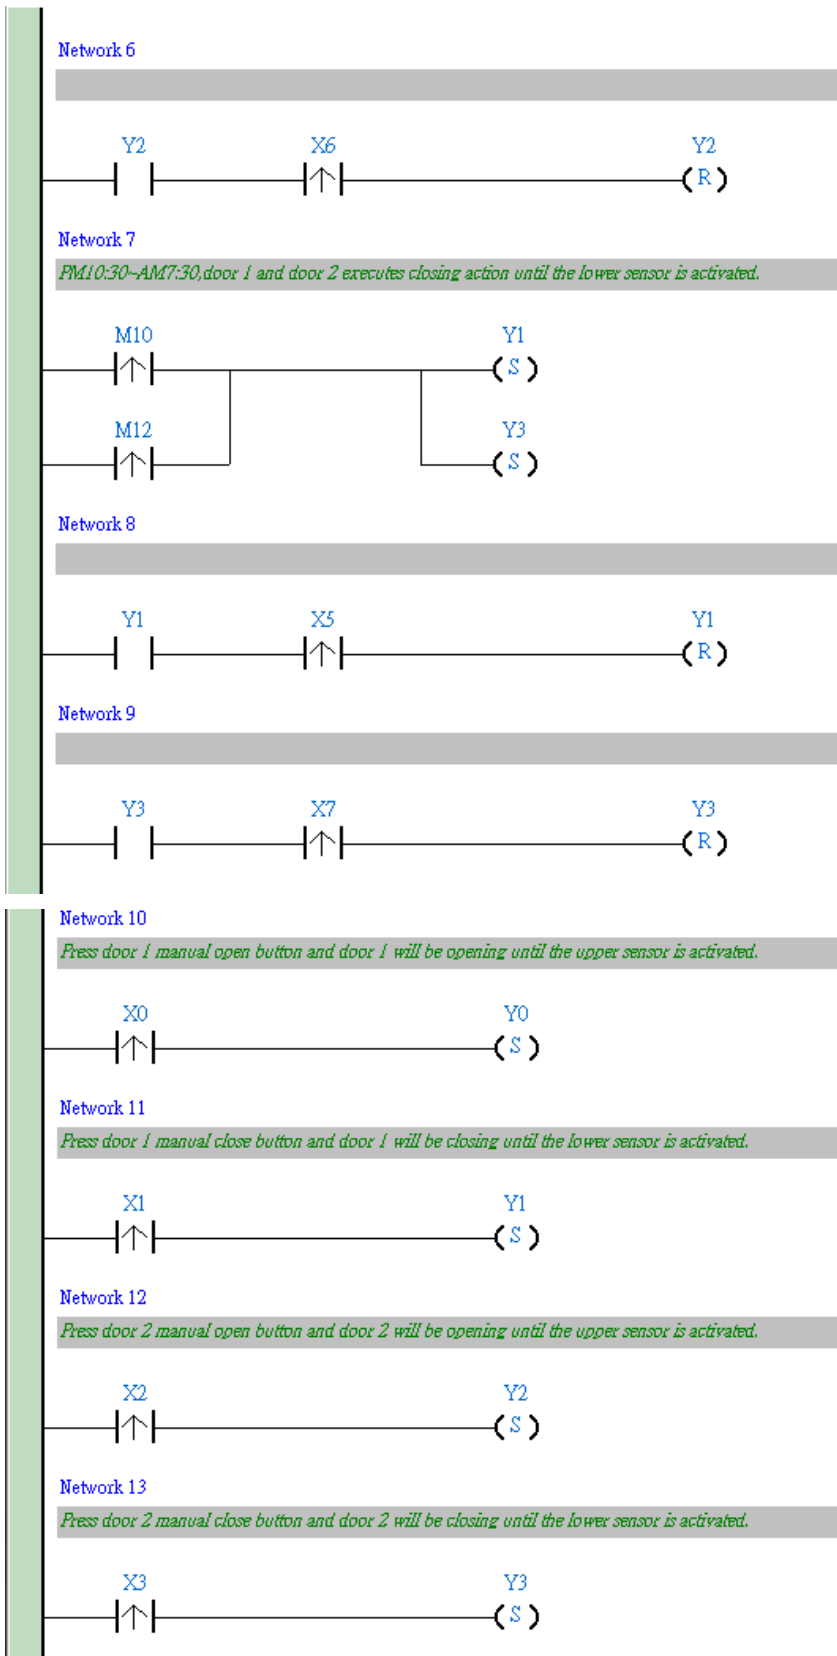 Network 6
Y2 X6 Y2
R
Network 7
PM10:30~AM7:30,door 1 and door 2 executes closing action until the lower sensor is activated.
M10 Y1
S
M12 Y3
S
Network 8
Y1 X5 Y1
R
Network 9
Y3 X7 Y3
R
Network 10
Press door 1 manual open button and door 1 will be opening until the upper sensor is activated.
X0 Y0
S
Network 11
Press door 1 manual close button and door 1 will be closing until the lower sensor is activated.
X1 Y1
S
Network 12
Press door 2 manual open button and door 2 will be opening until the upper sensor is activated.
X2 Y2
S
Network 13
Press door 2 manual close button and door 2 will be closing until the lower sensor is activated.
X3 Y3
S